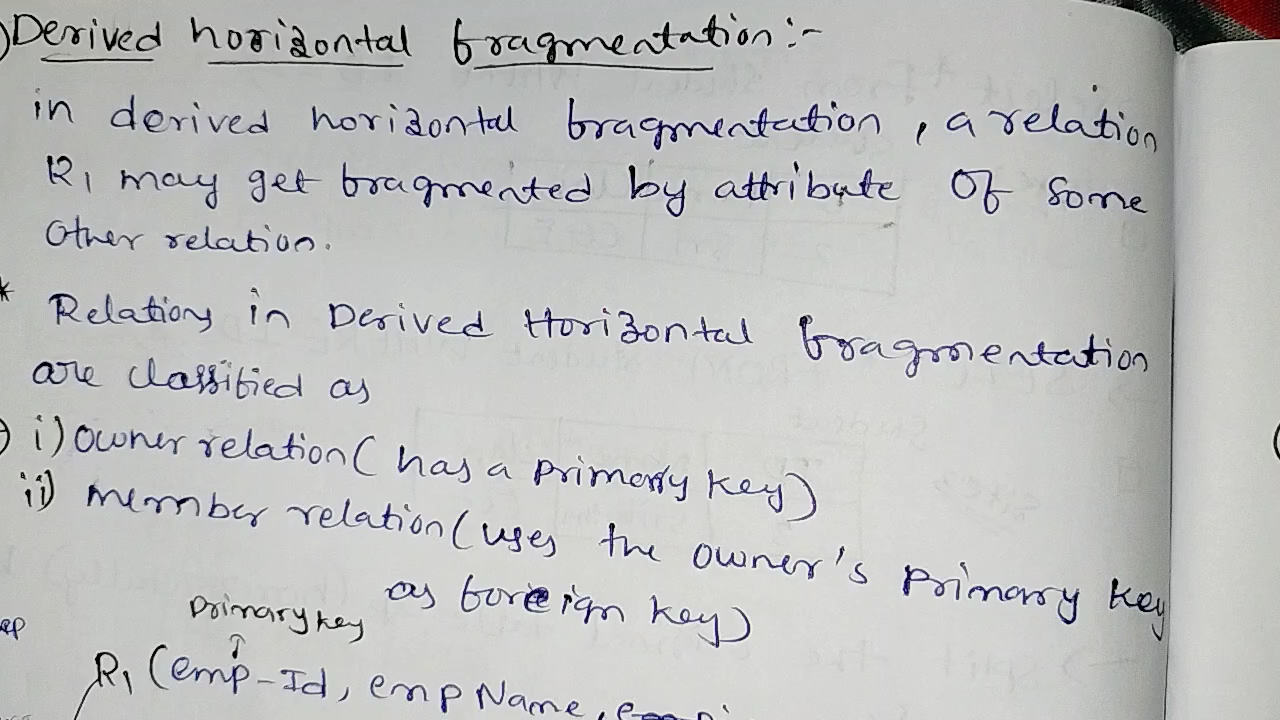 Derived horizontal fragmentation:-
in derived horizontal fragmentation, a relation
R1 may get fragmented by attribute of some
other relation.
* Relations in Derived Horizontal fragmentation
are classified as
i) owner relation ( has a primary key)
ii) member relation (uses the owner's primary key
as foreign key)
primary key
R1 (emp-Id, emp Name,